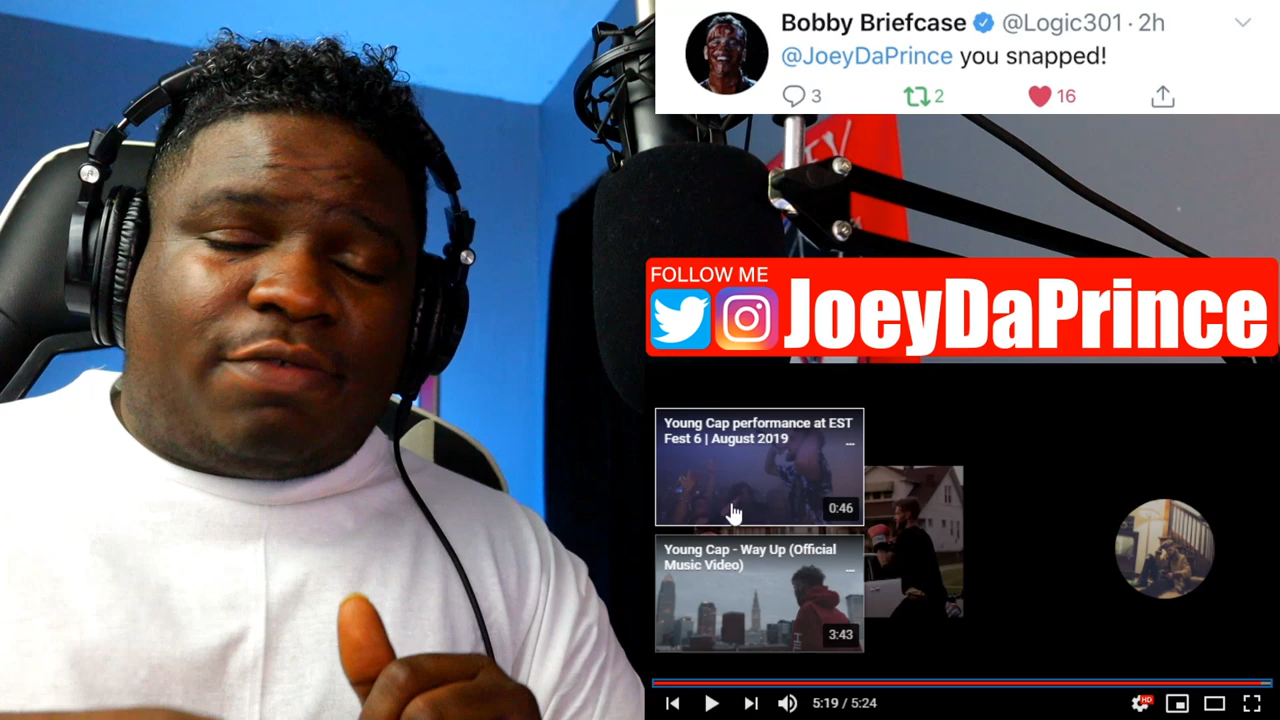 Bobby Briefcase @Logic301 · 2h
@JoeyDaPrince you snapped!
3 2 16
FOLLOW ME
JoeyDaPrince
Young Cap performance at EST
Fest 6 | August 2019
...
0:46
Young Cap - Way Up (Official
Music Video)
...
3:43
5:19 / 5:24
HD